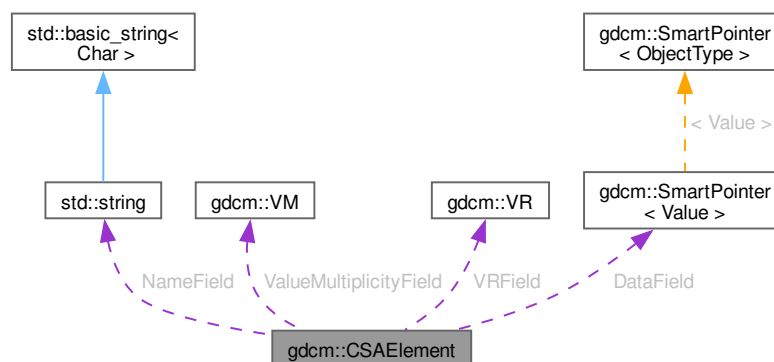 std::basic_string<
Char >
gdcm::SmartPointer
< ObjectType >
< Value >
std::string
gdcm::VM
gdcm::VR
gdcm::SmartPointer
< Value >
NameField
ValueMultiplicityField
VRField
DataField
gdcm::CSAElement